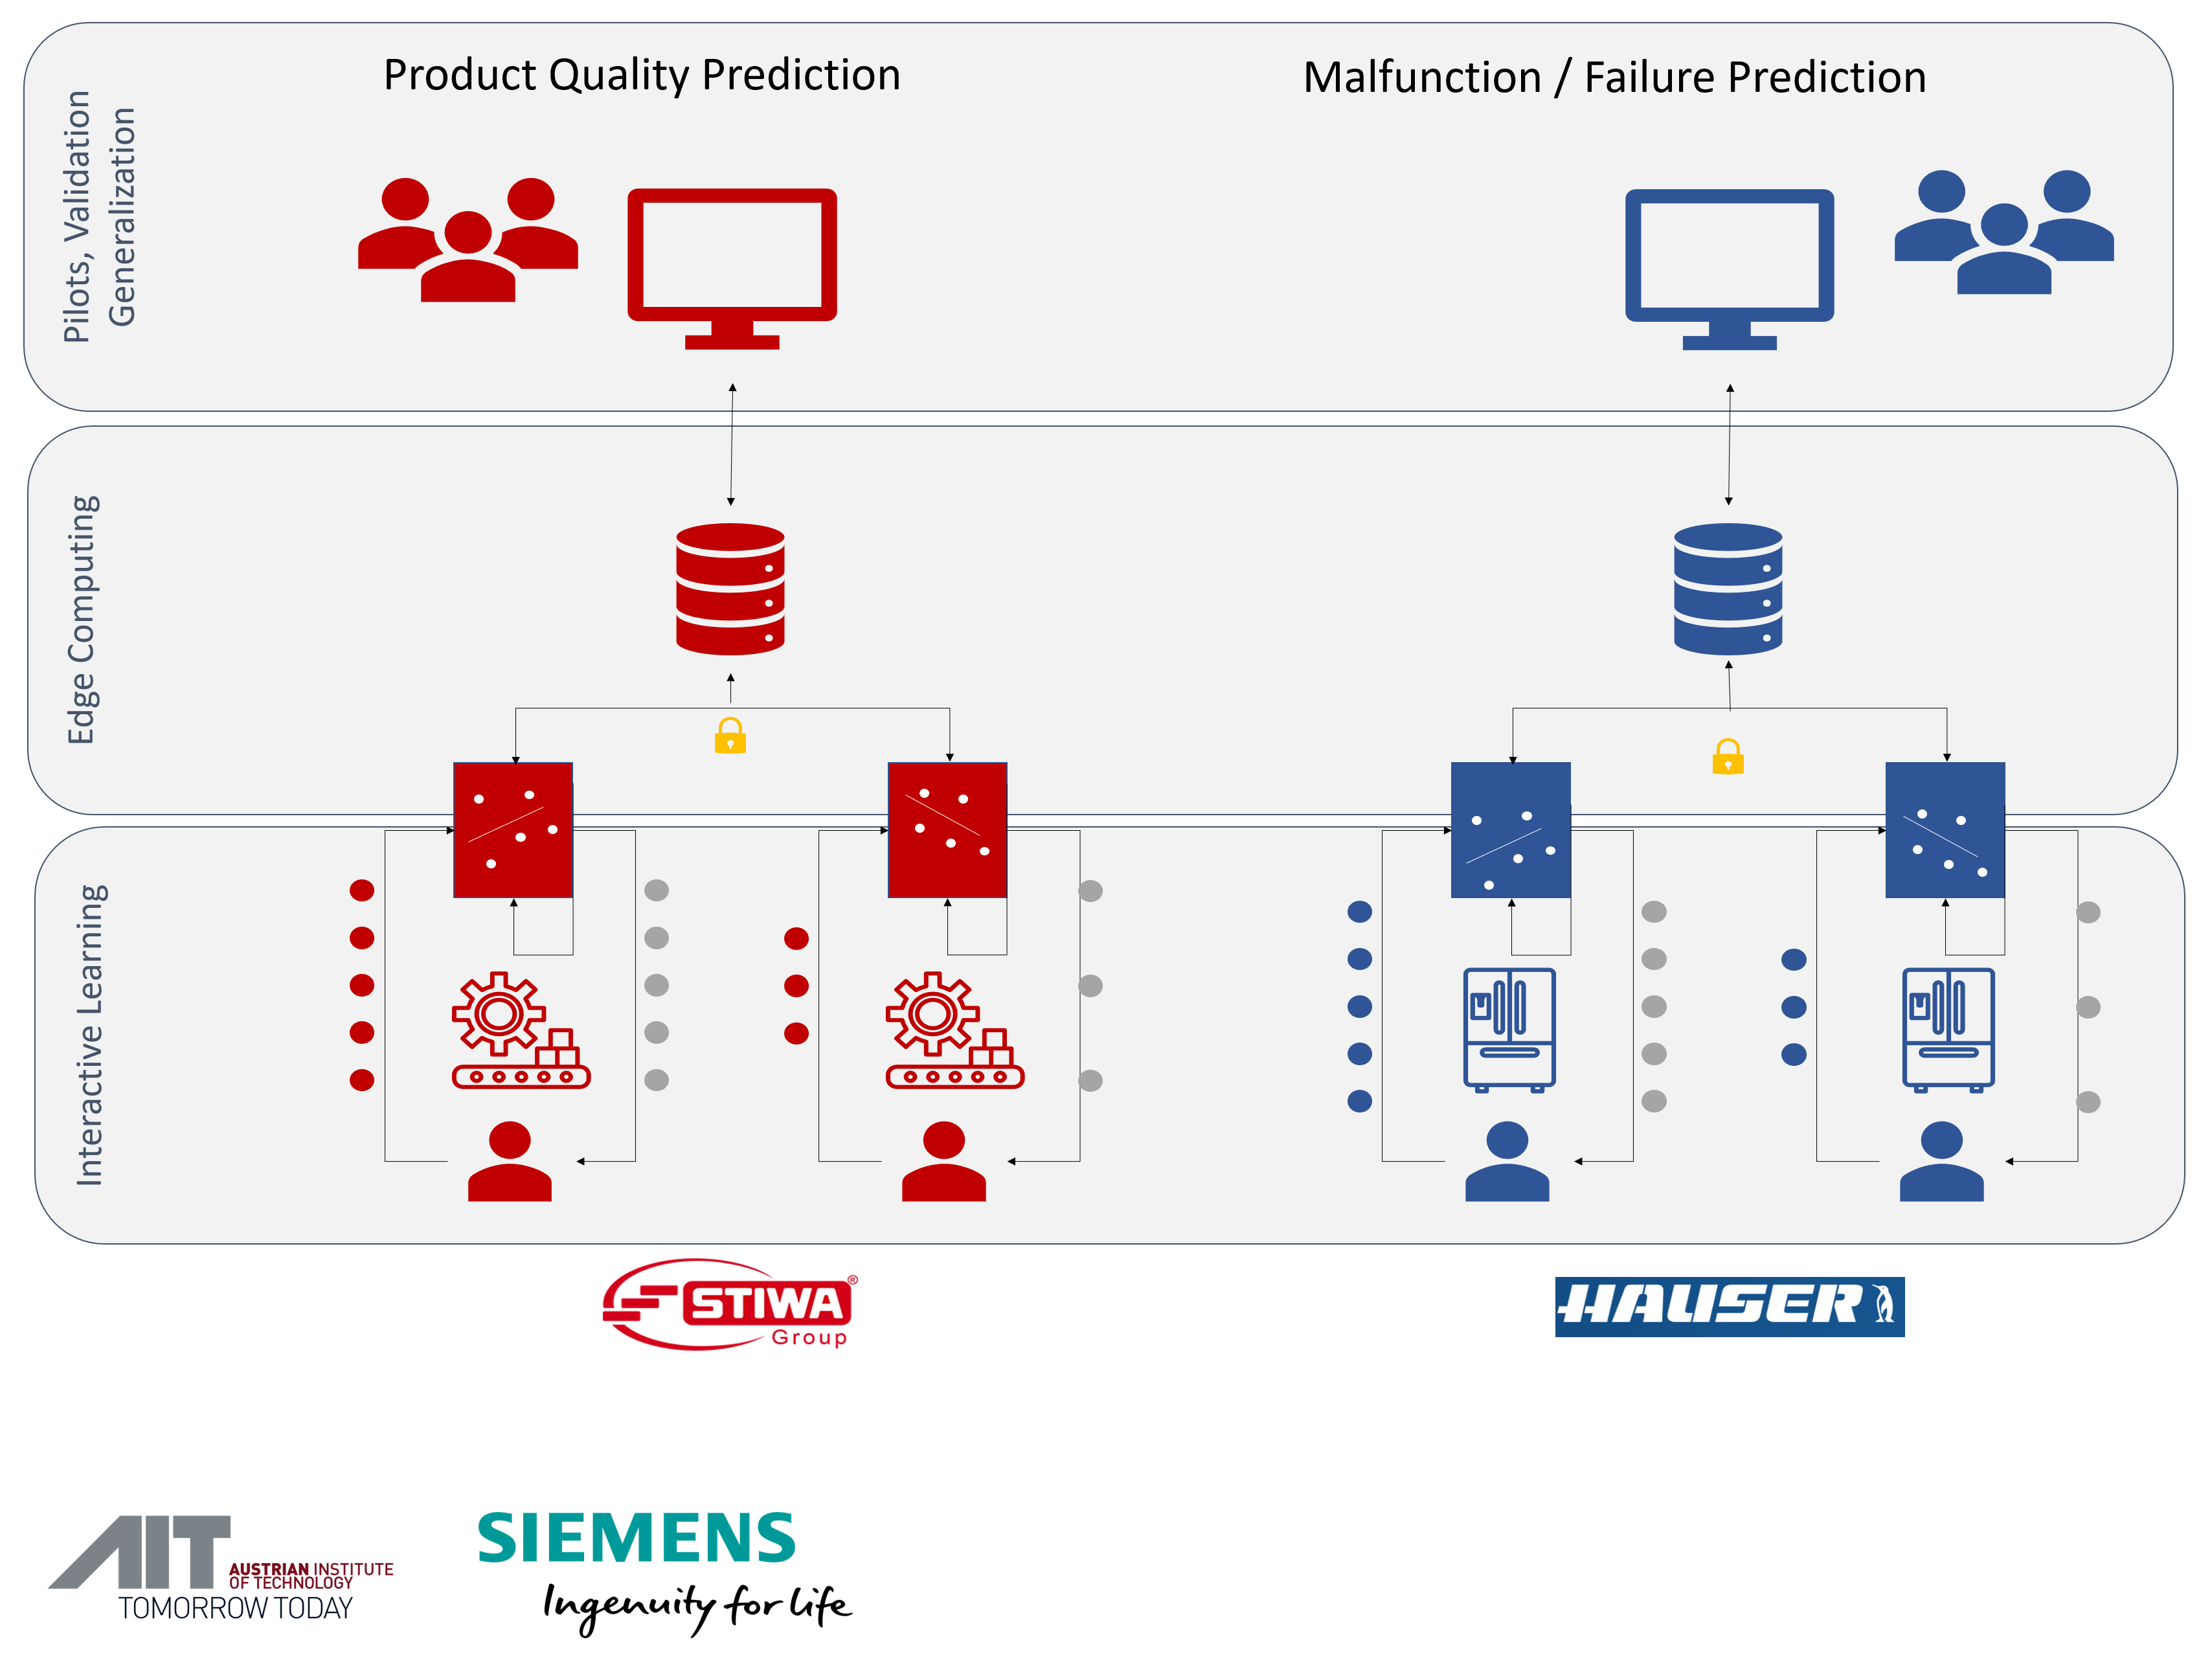 Product Quality Prediction
Malfunction / Failure Prediction
Pilots, Validation
Generalization
Edge Computing
Interactive Learning
STIWA®
Group
HAUSER
AIT
AUSTRIAN INSTITUTE
OF TECHNOLOGY
TOMORROW TODAY
SIEMENS
Ingenuity for life